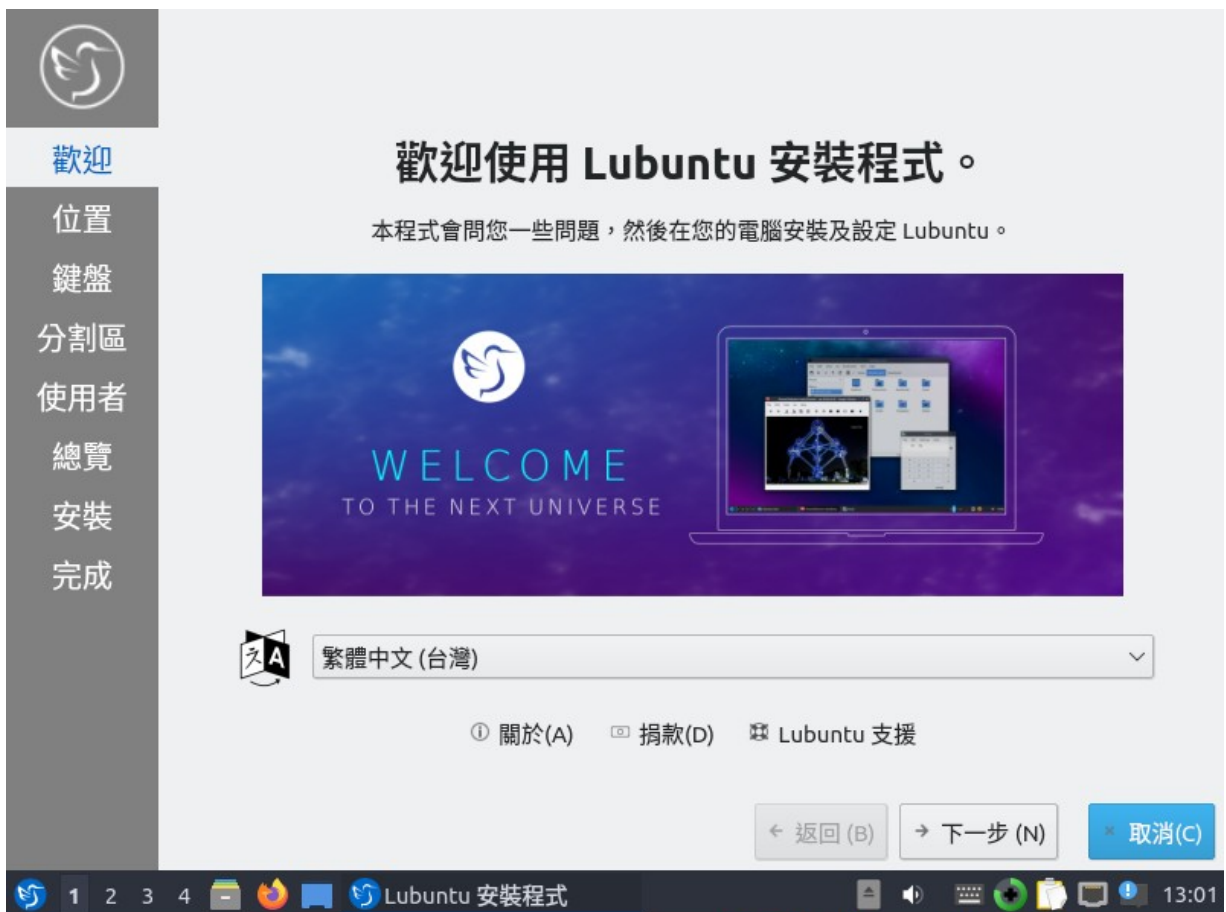 歡迎
位置
鍵盤
分割區
使用者
總覽
安裝
完成
歡迎使用 Lubuntu 安裝程式。
本程式會問您一些問題，然後在您的電腦安裝及設定 Lubuntu。
WELCOME
TO THE NEXT UNIVERSE
繁體中文 (台灣)
關於(A) 捐款(D) Lubuntu 支援
返回 (B) 下一步 (N) 取消(C)
1 2 3 4 Lubuntu 安裝程式 13:01